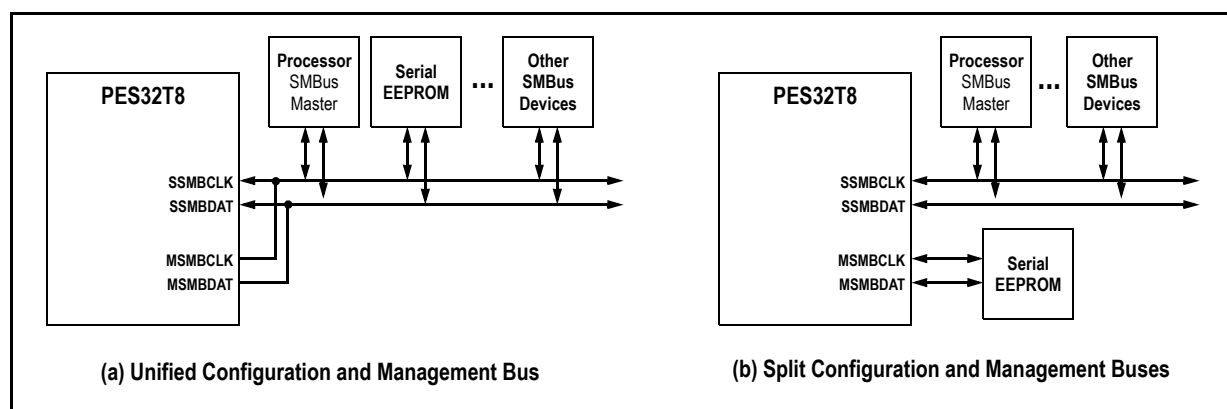 PES32T8
Processor
SMBus
Master
Serial
EEPROM
...
Other
SMBus
Devices
SSMBCLK
SSMBDAT
MSMBCLK
MSMBDAT
(a) Unified Configuration and Management Bus
PES32T8
Processor
SMBus
Master
...
Other
SMBus
Devices
SSMBCLK
SSMBDAT
MSMBCLK
MSMBDAT
Serial
EEPROM
(b) Split Configuration and Management Buses